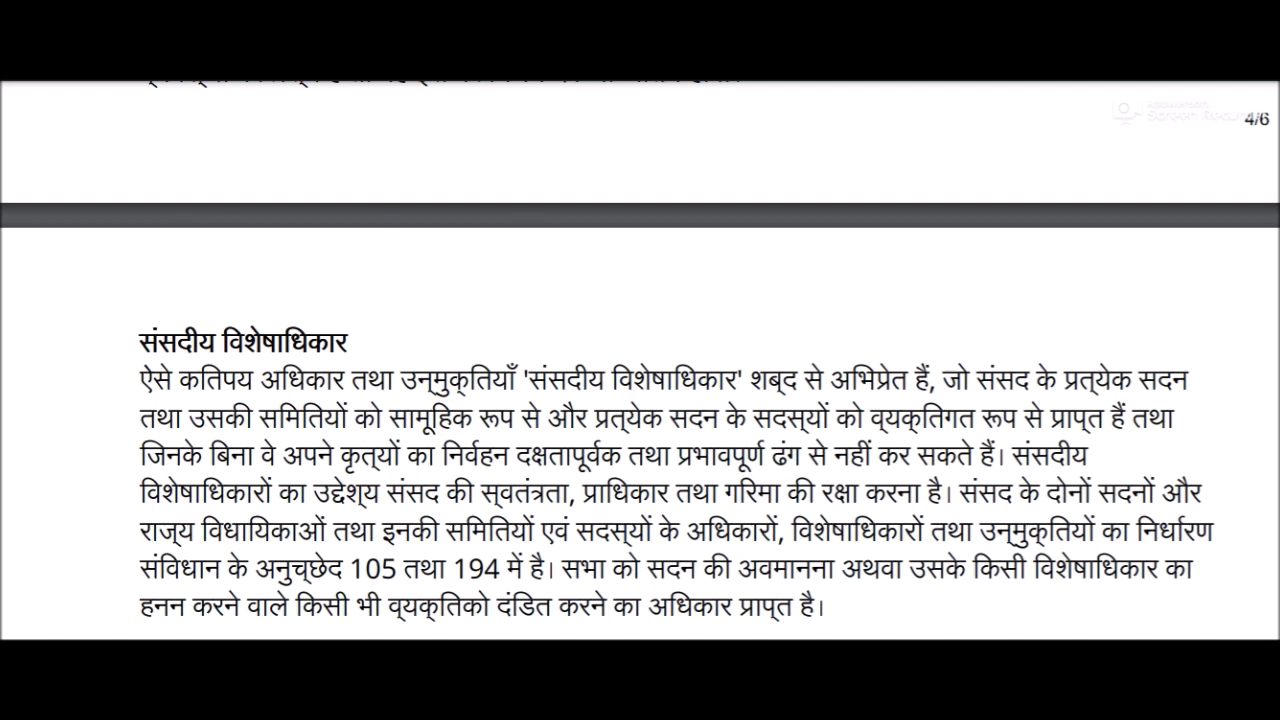 4/6
संसदीय विशेषाधिकार
ऐसे कतिपय अधिकार तथा उन्‌मुक्‌तियाँ 'संसदीय विशेषाधिकार' शब्‌द से अभिप्रेत हैं, जो संसद के प्रत्‌येक सदन
तथा उसकी समितियों को सामूहिक रूप से और प्रत्‌येक सदन के सदस्‌यों को व्‌यक्‌तिगत रूप से प्राप्‌त हैं तथा
जिनके बिना वे अपने कृत्‌यों का निर्वहन दक्षतापूर्वक तथा प्रभावपूर्ण ढंग से नहीं कर सकते हैं। संसदीय
विशेषाधिकारों का उद्देश्‌य संसद की स्‌वतंत्रता, प्राधिकार तथा गरिमा की रक्षा करना है। संसद के दोनों सदनों और
राज्‌य विधायिकाओं तथा इनकी समितियों एवं सदस्‌यों के अधिकारों, विशेषाधिकारों तथा उन्‌मुक्‌तियों का निर्धारण
संविधान के अनुच्‌छेद 105 तथा 194 में है। सभा को सदन की अवमानना अथवा उसके किसी विशेषाधिकार का
हनन करने वाले किसी भी व्‌यक्‌तिको दंडित करने का अधिकार प्राप्‌त है।